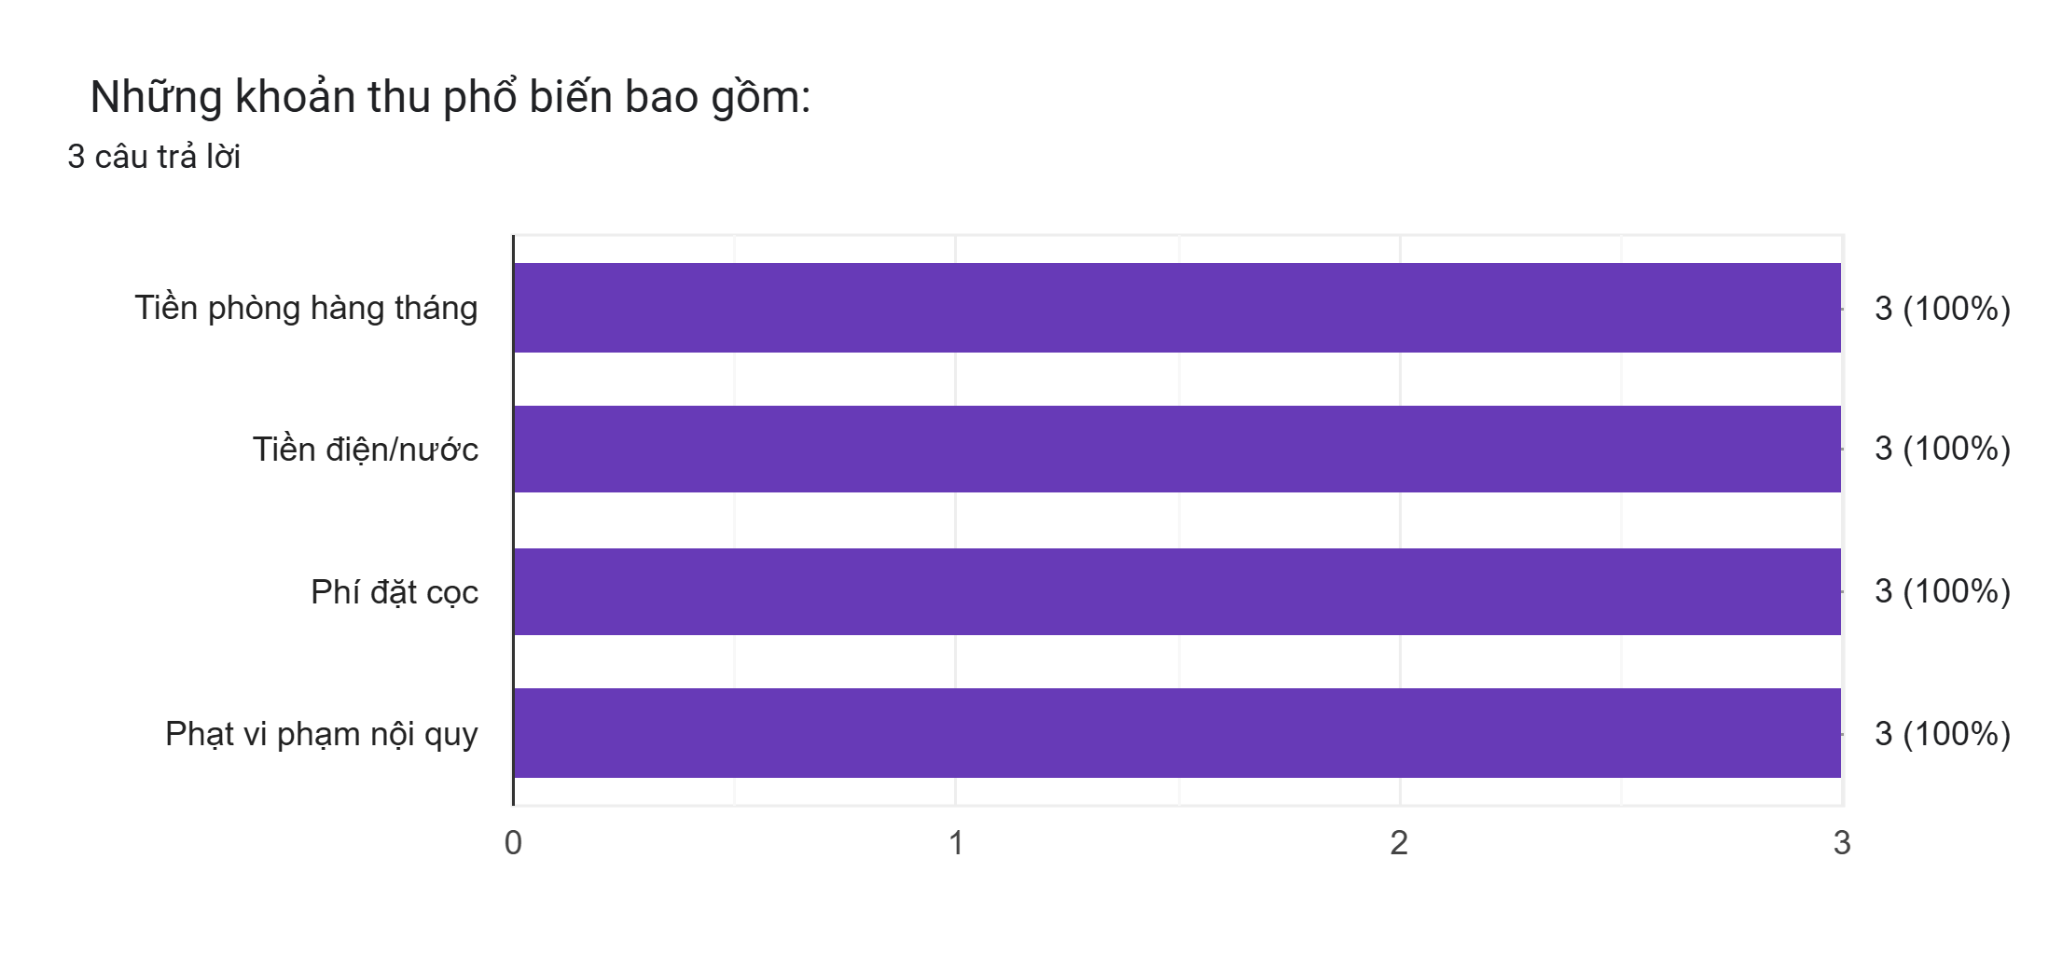 Những khoản thu phổ biến bao gồm:
3 câu trả lời
Tiền phòng hàng tháng 3 (100%)
Tiền điện/nước 3 (100%)
Phí đặt cọc 3 (100%)
Phạt vi phạm nội quy 3 (100%)
0 1 2 3